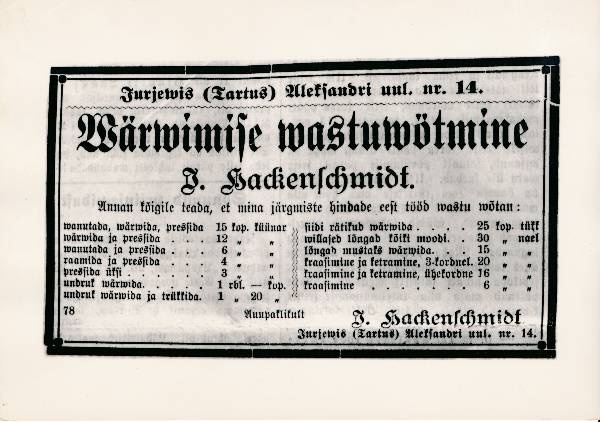 Jurjewis (Tartus) Aleksandri uul. nr. 14.
Wärwimise wastuwõtmine
J. Hackenschmidt.
Annan kõigile teada, et mina järgmiste hindade eest tööd wastu wõtan:
wanutada, wärwida, pressida 15 kop. küünar
wärwida ja pressida . . . 12 " "
wanutada ja pressida . . 6 " "
raamida ja pressida . . . 4 " "
pressida üksi . . . . . 3 " "
undruk wärwida . . . . 1 rbl. — kop.
undruk wärwida ja trükkida. 1 " 20 "
siidi rätikud wärwida . . . . 25 kop. tükk
willased lõngad kõiki moodi . . 30 " nael
lõngad mustaks wärwida . . . 15 " "
kraasimine ja ketramine, 3-kordnel. 20 " "
kraasimine ja ketramine, ühekordne 16 " "
kraasimine . . . . . . 6 " "
78
Auupaklikult
J. Hackenschmidt
Jurjewis (Tartus) Aleksandri uul. nr. 14.